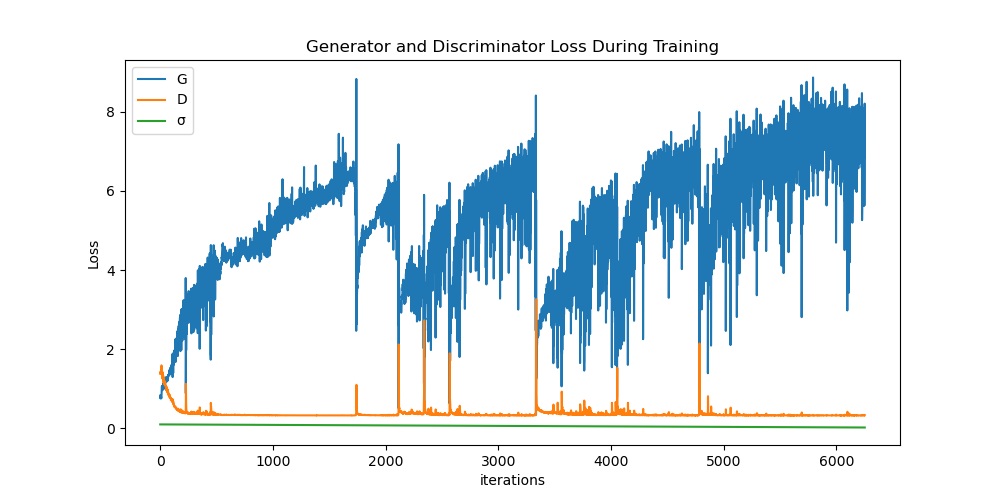 Generator and Discriminator Loss During Training
G
D
σ
Loss
8
6
4
2
0
0 1000 2000 3000 4000 5000 6000
iterations